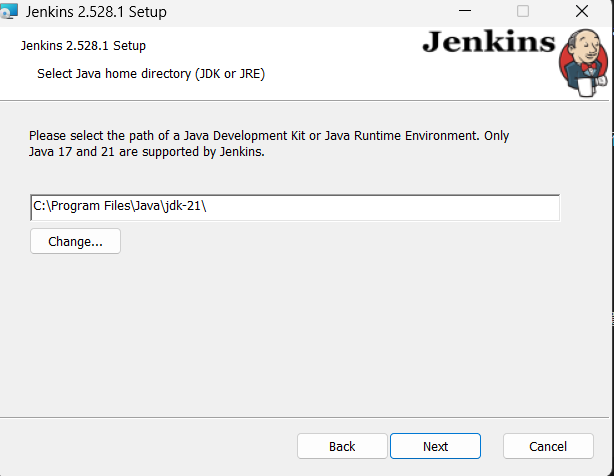 Jenkins 2.528.1 Setup
Jenkins 2.528.1 Setup
Jenkins
Select Java home directory (JDK or JRE)
Please select the path of a Java Development Kit or Java Runtime Environment. Only
Java 17 and 21 are supported by Jenkins.
C:\Program Files\Java\jdk-21\
Change...
Back
Next
Cancel